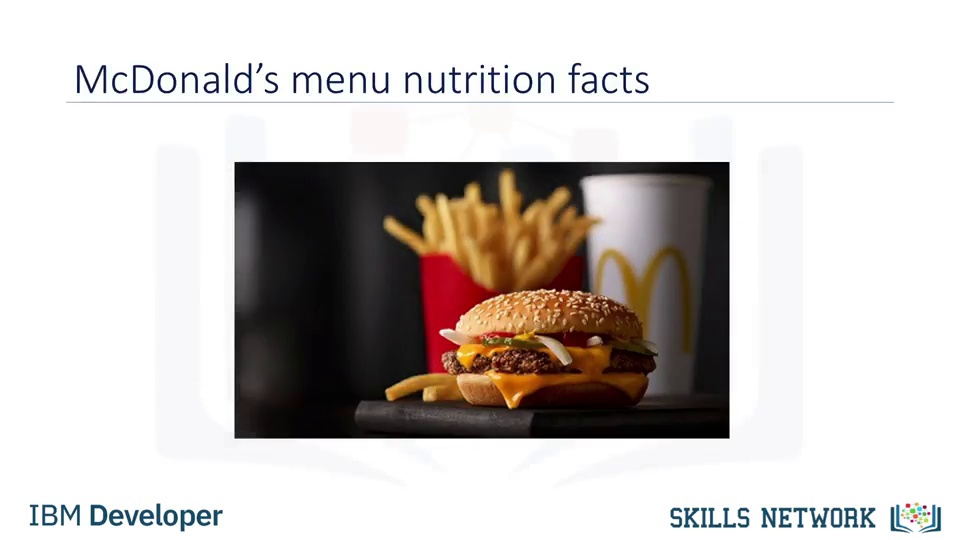 McDonald’s menu nutrition facts
IBM Developer
SKILLS NETWORK